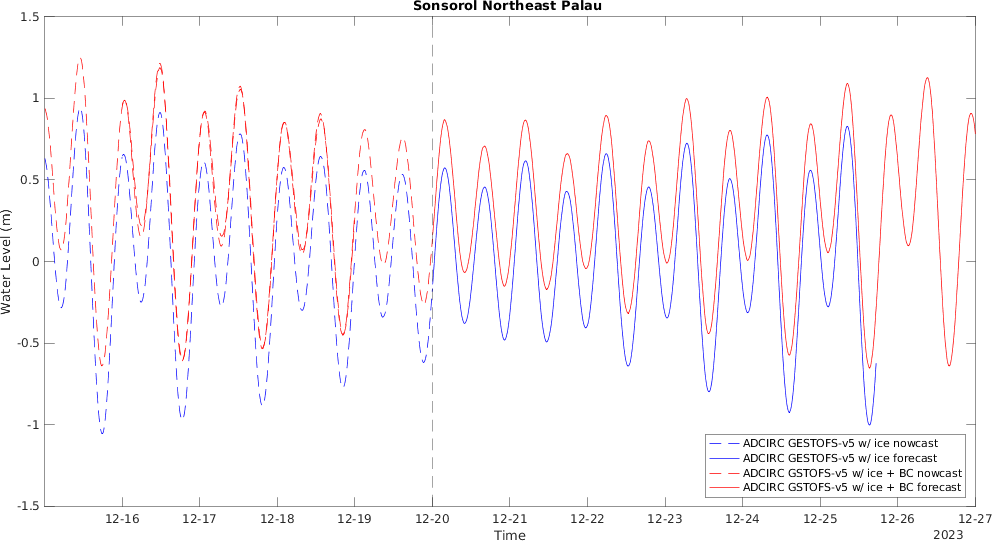 Sonsorol Northeast Palau
1.5
1
0.5
0
-0.5
-1
-1.5
Water Level (m)
12-16
12-17
12-18
12-19
12-20
12-21
12-22
12-23
12-24
12-25
12-26
12-27
Time
2023
ADCIRC GESTOFS-v5 w/ ice nowcast
ADCIRC GESTOFS-v5 w/ ice forecast
ADCIRC GSTOFS-v5 w/ ice + BC nowcast
ADCIRC GSTOFS-v5 w/ ice + BC forecast